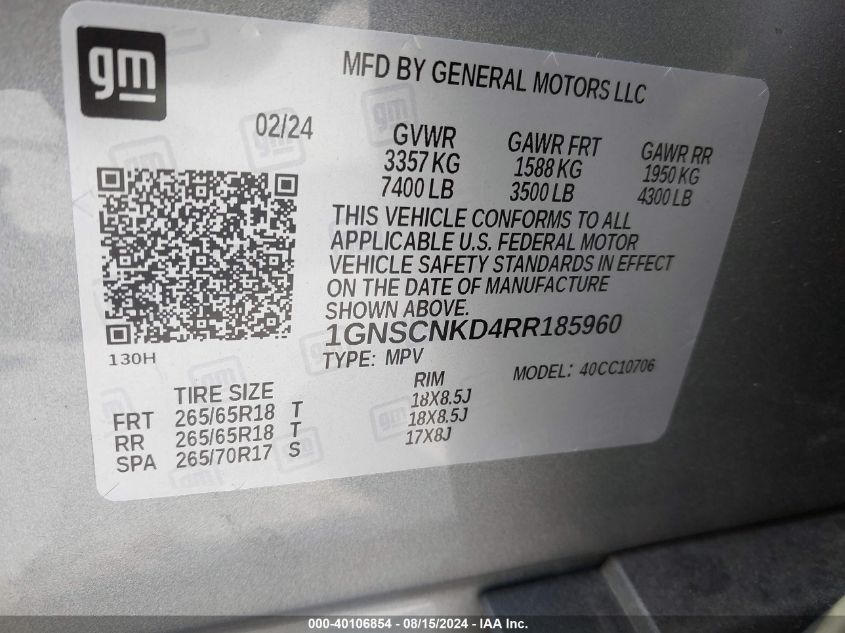 gm
MFD BY GENERAL MOTORS LLC
02/24
GVWR GAWR FRT GAWR RR
3357 KG 1588 KG 1950 KG
7400 LB 3500 LB 4300 LB
THIS VEHICLE CONFORMS TO ALL
APPLICABLE U.S. FEDERAL MOTOR
VEHICLE SAFETY STANDARDS IN EFFECT
ON THE DATE OF MANUFACTURE
SHOWN ABOVE.
1GNSCNKD4RR185960
130H
TYPE: MPV MODEL: 40CC10706
TIRE SIZE RIM
FRT 265/65R18 T 18X8.5J
RR 265/65R18 T 18X8.5J
SPA 265/70R17 S 17X8J
000-40106854 - 08/15/2024 - IAA Inc.